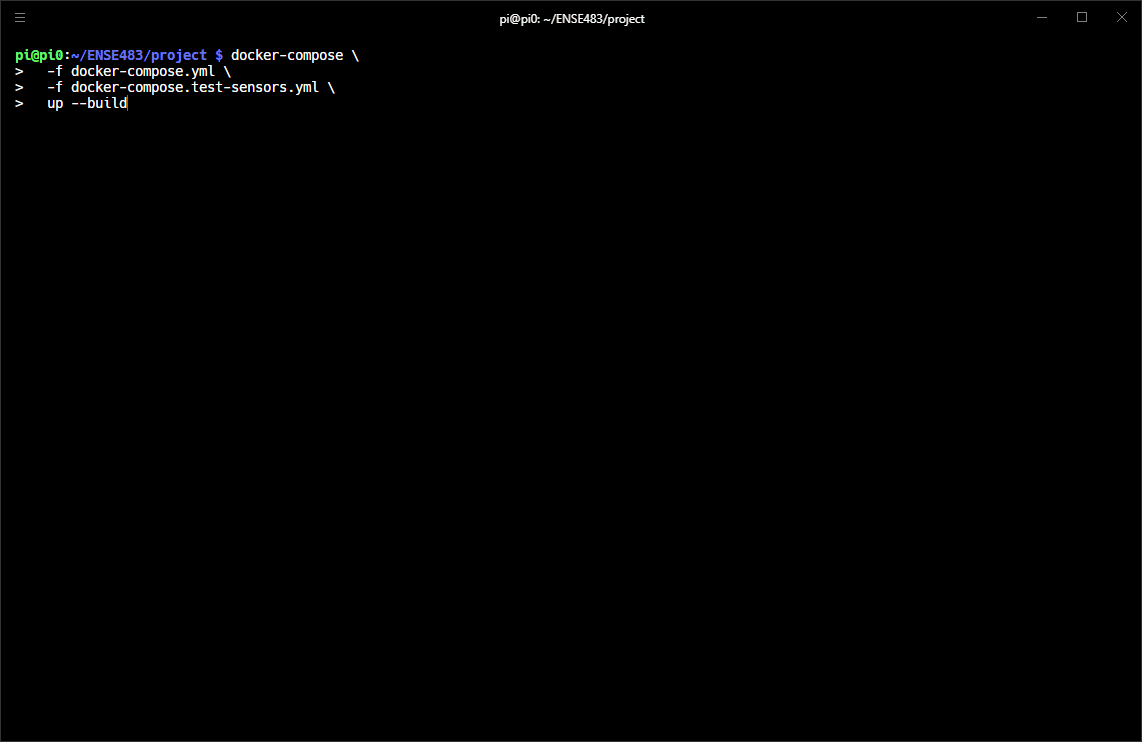 pi@pi0: ~/ENSE483/project
pi@pi0:~/ENSE483/project $ docker-compose \
>   -f docker-compose.yml \
>   -f docker-compose.test-sensors.yml \
>   up --build